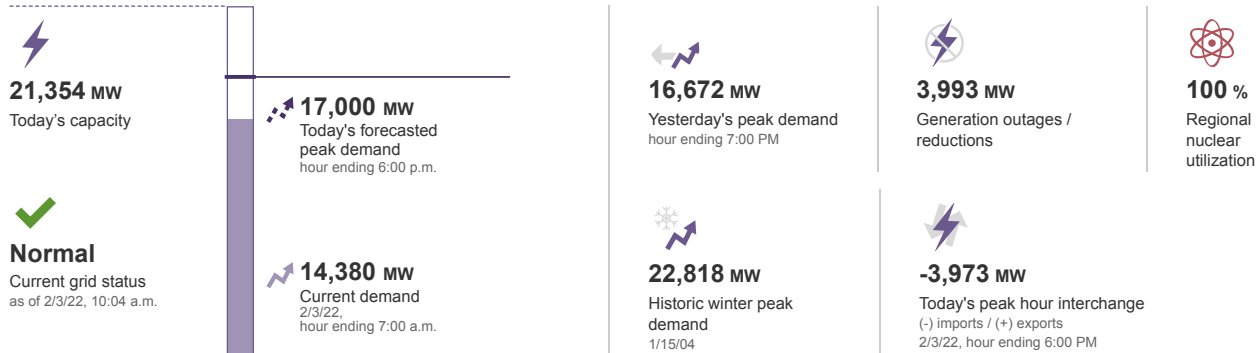 21,354 MW
Today's capacity
Normal
Current grid status
as of 2/3/22, 10:04 a.m.
17,000 MW
Today's forecasted
peak demand
hour ending 6:00 p.m.
14,380 MW
Current demand
2/3/22,
hour ending 7:00 a.m.
16,672 MW
Yesterday's peak demand
hour ending 7:00 PM
3,993 MW
Generation outages /
reductions
100 %
Regional
nuclear
utilization
22,818 MW
Historic winter peak
demand
1/15/04
-3,973 MW
Today's peak hour interchange
(-) imports / (+) exports
2/3/22, hour ending 6:00 PM